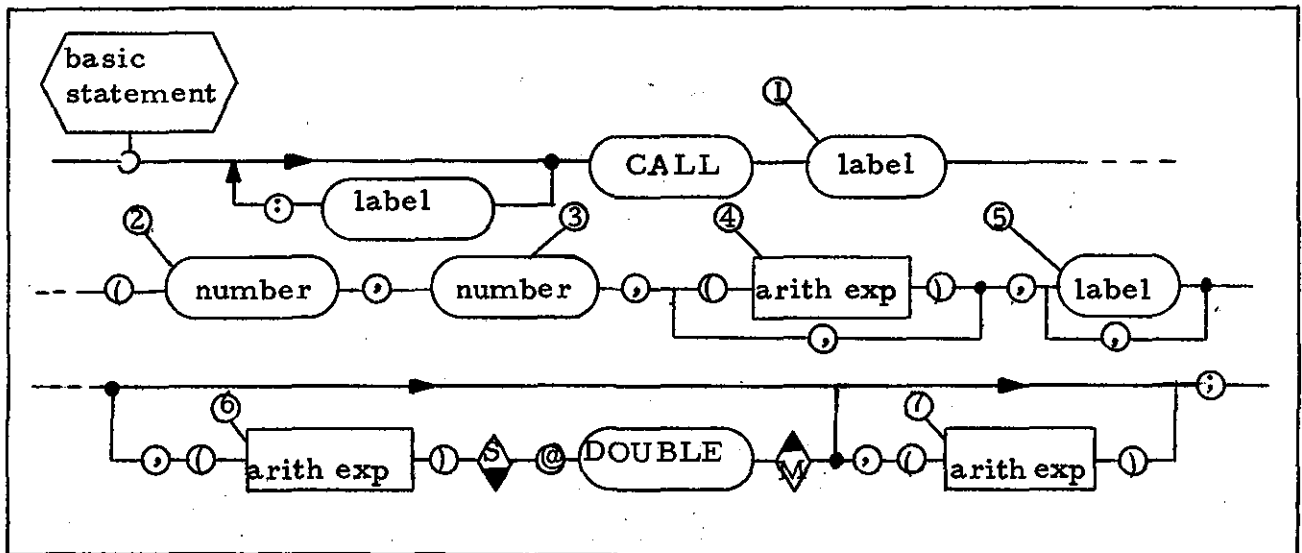 basic
statement
①
CALL label
: label
② ③ ④ ⑤
( number , number , ( arith exp ) , label
, ,
;
⑥ ⑦
, ( arith exp ) S @ DOUBLE M , ( arith exp )